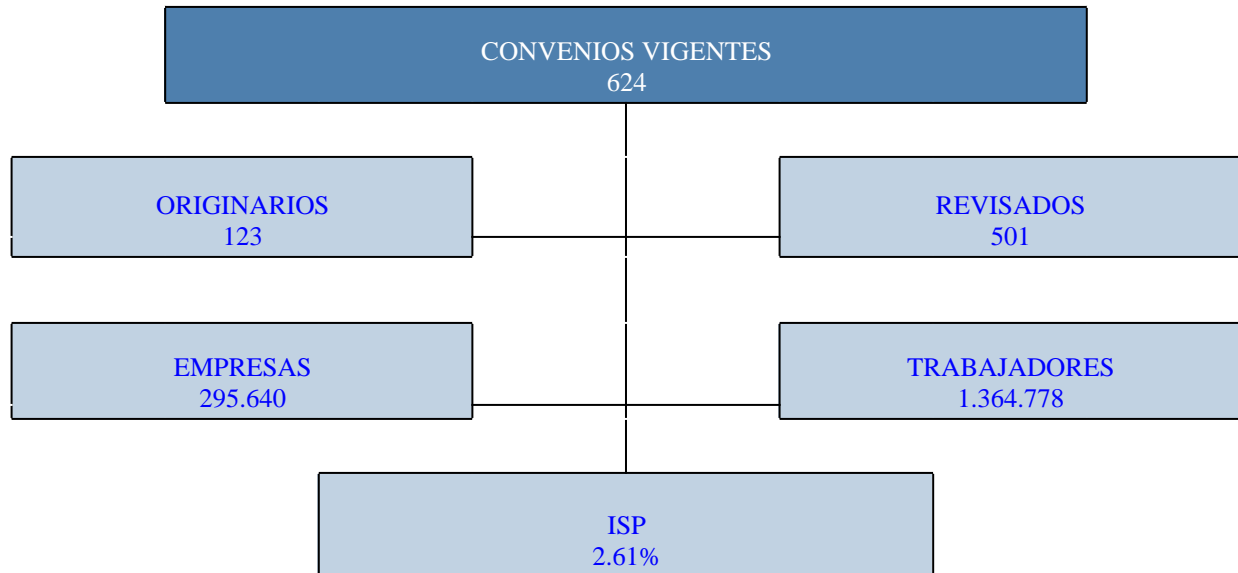 CONVENIOS VIGENTES
624
ORIGINARIOS
123
REVISADOS
501
EMPRESAS
295.640
TRABAJADORES
1.364.778
ISP
2.61%